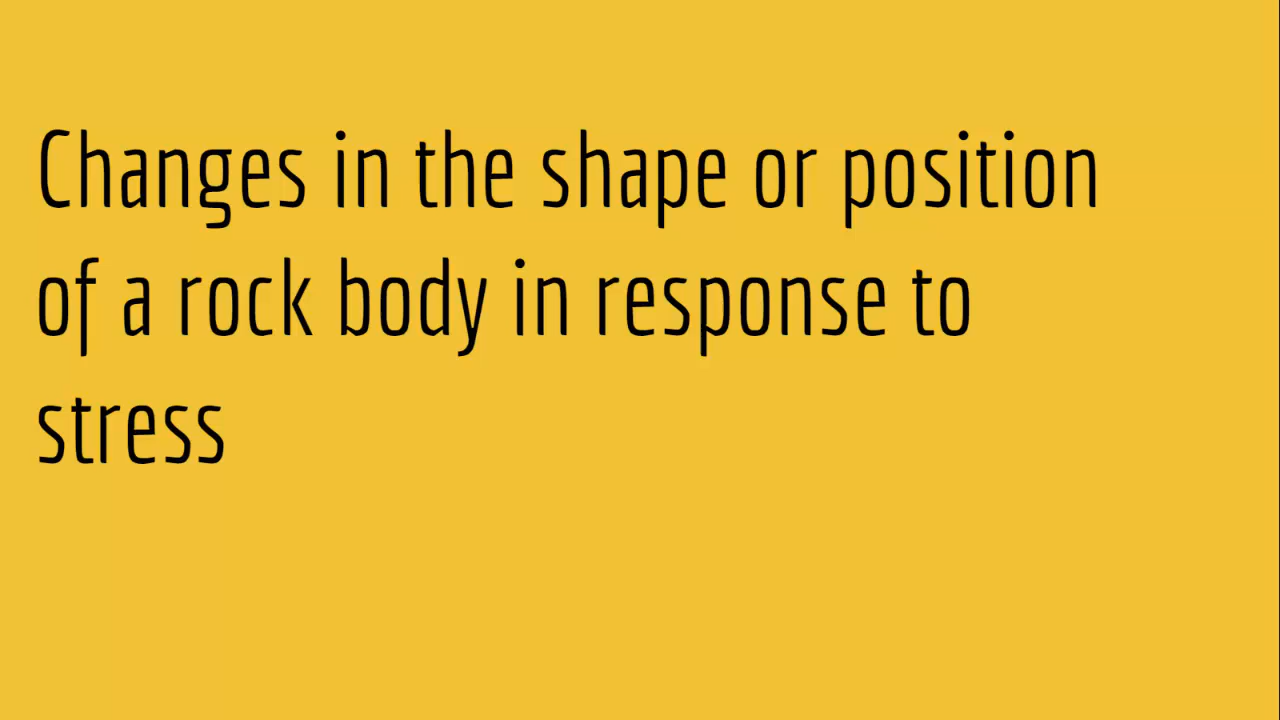 Changes in the shape or position
of a rock body in response to
stress